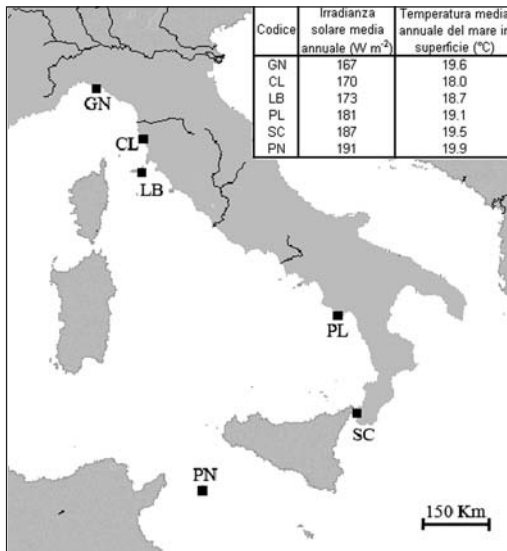 Codice Irradianza solare media annuale (W m⁻²) Temperatura media annuale del mare in superficie (°C)
GN 167 19.6
CL 170 18.0
LB 173 18.7
PL 181 19.1
SC 187 19.5
PN 191 19.9
GN
CL
LB
PL
SC
PN
150 Km